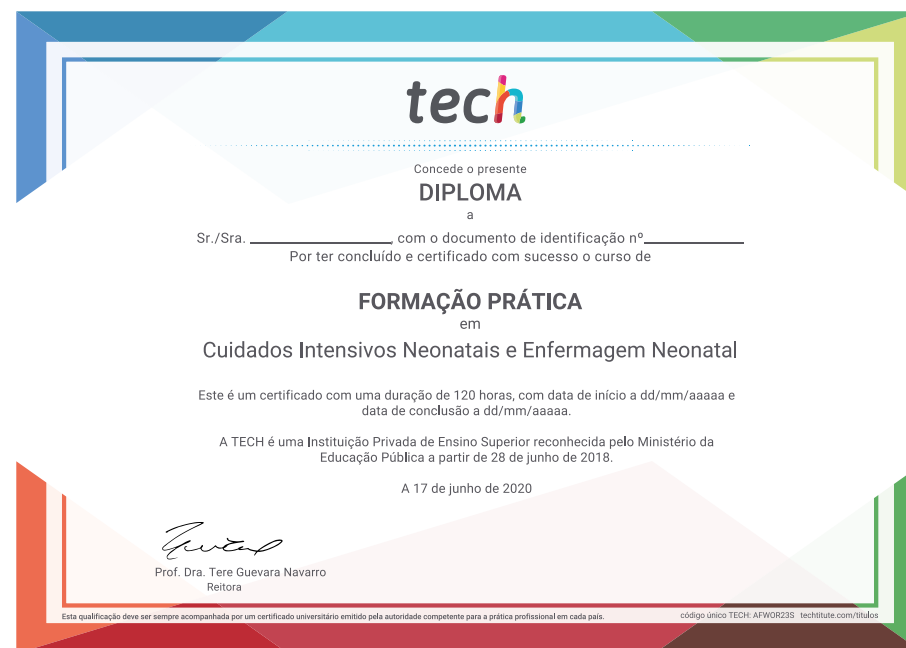 tech
Concede o presente
DIPLOMA
a
Sr./Sra. ____________________, com o documento de identificação nº______________
Por ter concluído e certificado com sucesso o curso de
FORMAÇÃO PRÁTICA
em
Cuidados Intensivos Neonatais e Enfermagem Neonatal
Este é um certificado com uma duração de 120 horas, com data de início a dd/mm/aaaaa e
data de conclusão a dd/mm/aaaaa.
A TECH é uma Instituição Privada de Ensino Superior reconhecida pelo Ministério da
Educação Pública a partir de 28 de junho de 2018.
A 17 de junho de 2020
Prof. Dra. Tere Guevara Navarro
Reitora
Esta qualificação deve ser sempre acompanhada por um certificado universitário emitido pela autoridade competente para a prática profissional em cada país.
código único TECH: AFWOR23S techtitute.com/titulos